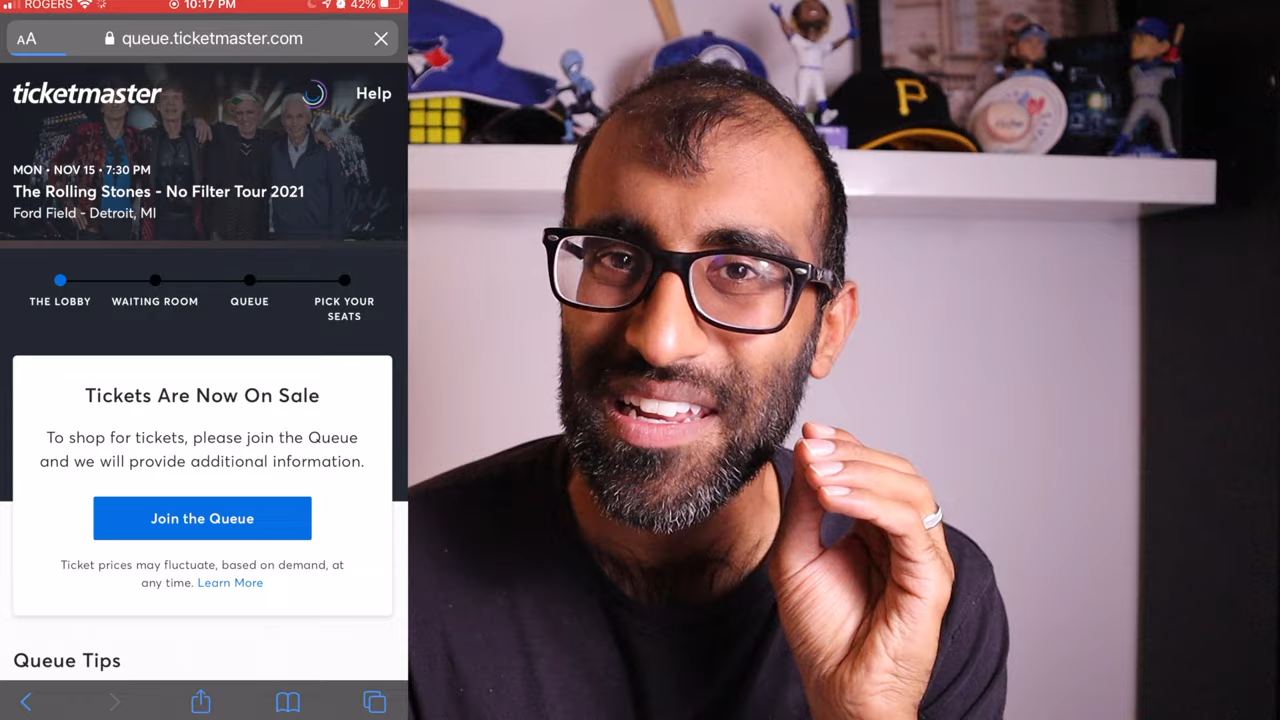 ROGERS
10:17 PM
42%
AA
queue.ticketmaster.com
ticketmaster
Help
MON • NOV 15 • 7:30 PM
The Rolling Stones - No Filter Tour 2021
Ford Field - Detroit, MI
THE LOBBY
WAITING ROOM
QUEUE
PICK YOUR
SEATS
Tickets Are Now On Sale
To shop for tickets, please join the Queue
and we will provide additional information.
Join the Queue
Ticket prices may fluctuate, based on demand, at
any time. Learn More
Queue Tips
P